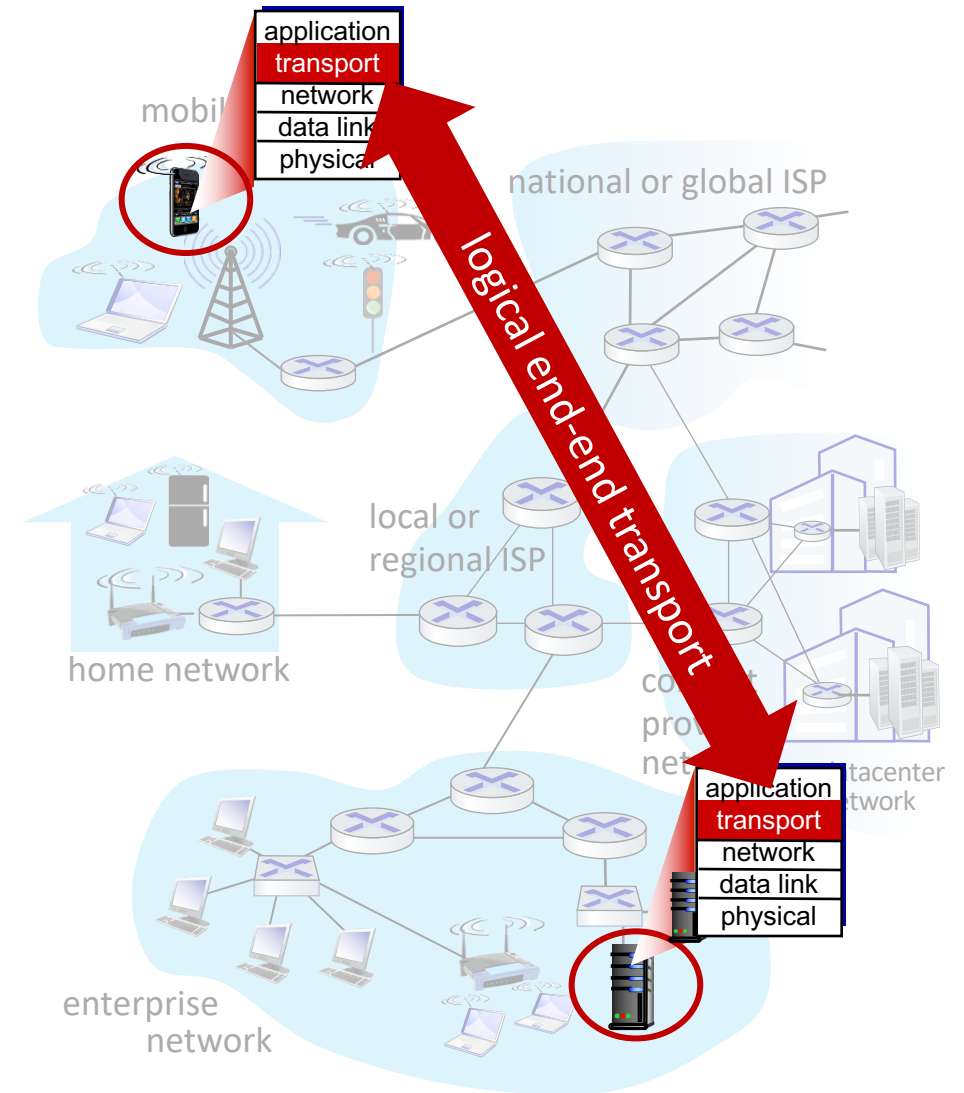 application
transport
network
data link
physical
national or global ISP
logical end-end transport
local or
regional ISP
home network
application
transport
network
data link
physical
enterprise
network